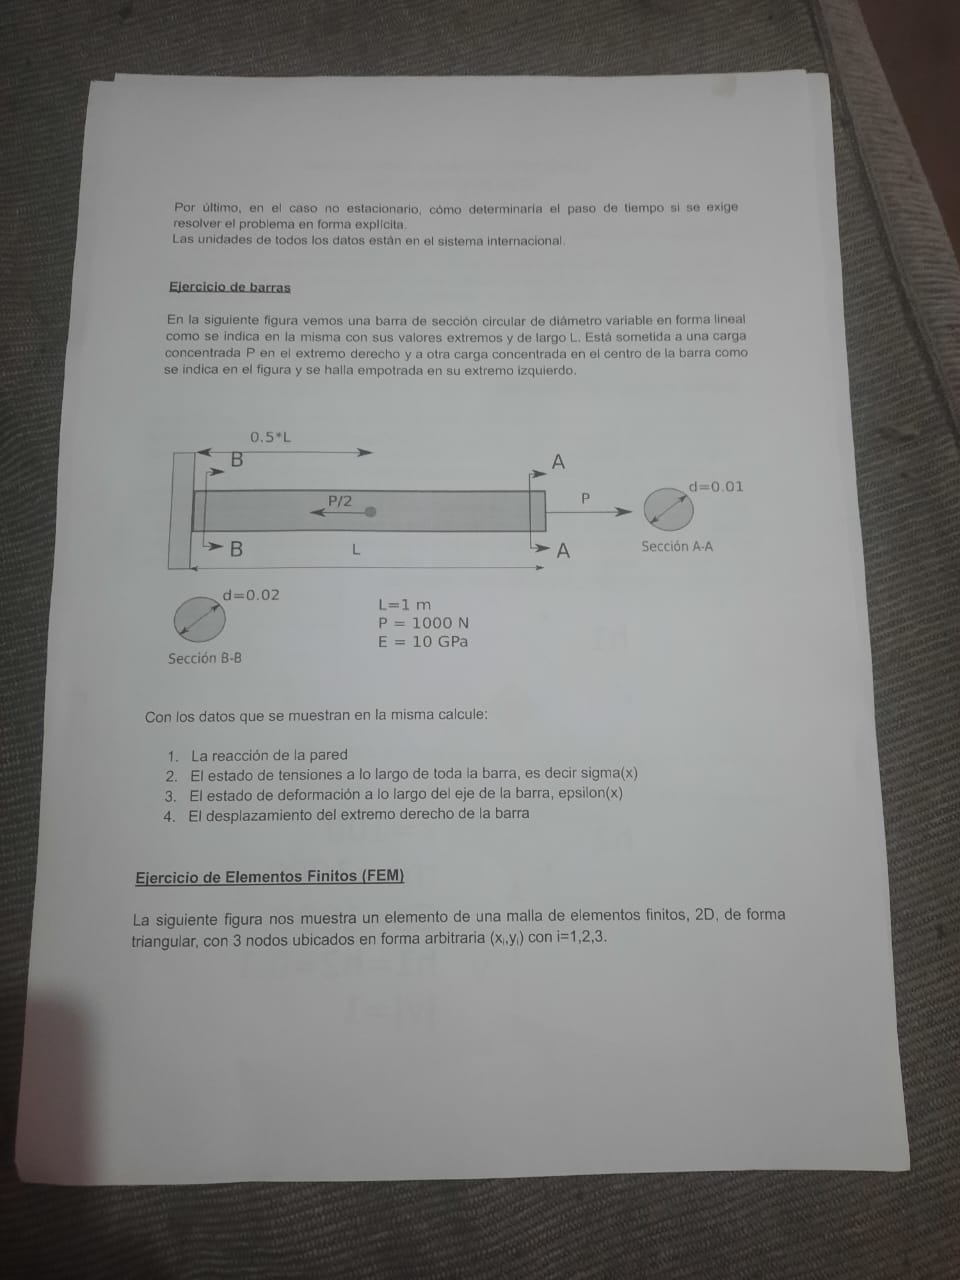 Por último, en el caso no estacionario, cómo determinaría el paso de tiempo si se exige
resolver el problema en forma explícita.
Las unidades de todos los datos están en el sistema internacional.
Ejercicio de barras
En la siguiente figura vemos una barra de sección circular de diámetro variable en forma lineal
como se indica en la misma con sus valores extremos y de largo L. Está sometida a una carga
concentrada P en el extremo derecho y a otra carga concentrada en el centro de la barra como
se indica en el figura y se halla empotrada en su extremo izquierdo.
0.5*L
B
A
P/2
P
d=0.01
B
L
A
Sección A-A
d=0.02
L=1 m
P = 1000 N
E = 10 GPa
Sección B-B
Con los datos que se muestran en la misma calcule:
1. La reacción de la pared
2. El estado de tensiones a lo largo de toda la barra, es decir sigma(x)
3. El estado de deformación a lo largo del eje de la barra, epsilon(x)
4. El desplazamiento del extremo derecho de la barra
Ejercicio de Elementos Finitos (FEM)
La siguiente figura nos muestra un elemento de una malla de elementos finitos, 2D, de forma
triangular, con 3 nodos ubicados en forma arbitraria (xᵢ,yᵢ) con i=1,2,3.